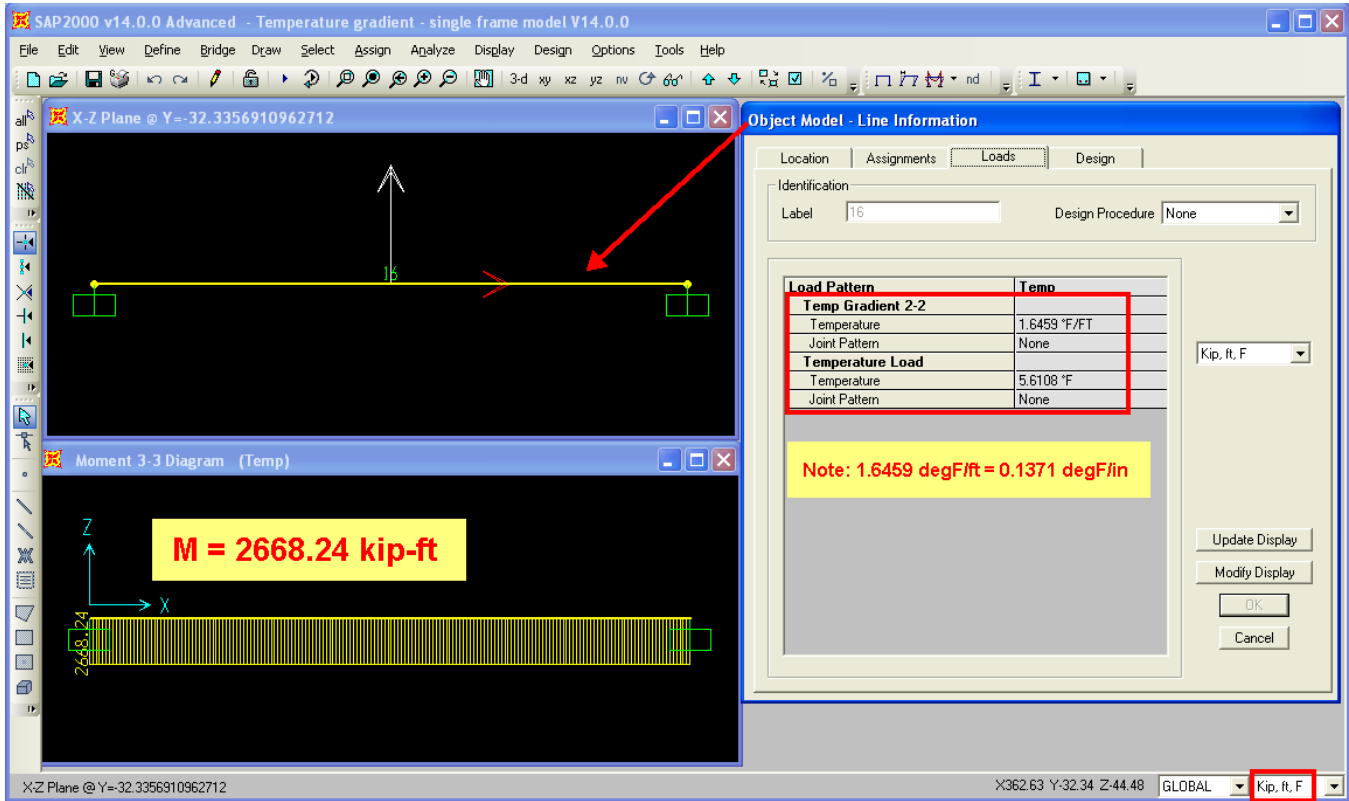 SAP2000 v14.0.0 Advanced - Temperature gradient - single frame model V14.0.0
File Edit View Define Bridge Draw Select Assign Analyze Display Design Options Tools Help
3-d xy xz yz nv nd
all
ps
clr
X-Z Plane @ Y=-32.3356910962712
16
Moment 3-3 Diagram (Temp)
M = 2668.24 kip-ft
Z
X
2668.24
Object Model - Line Information
Location Assignments Loads Design
Identification
Label 16 Design Procedure None
Load Pattern Temp
Temp Gradient 2-2
Temperature 1.6459 °F/FT
Joint Pattern None
Temperature Load
Temperature 5.6108 °F
Joint Pattern None
Kip, ft, F
Note: 1.6459 degF/ft = 0.1371 degF/in
Update Display
Modify Display
OK
Cancel
X-Z Plane @ Y=-32.3356910962712 X362.63 Y-32.34 Z-44.48 GLOBAL Kip, ft, F